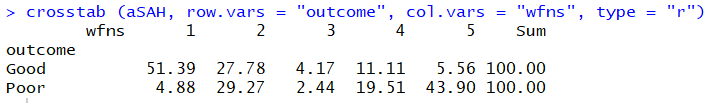 > crosstab (aSAH, row.vars = "outcome", col.vars = "wfns", type = "r")
wfns 1 2 3 4 5 Sum
outcome
Good 51.39 27.78 4.17 11.11 5.56 100.00
Poor 4.88 29.27 2.44 19.51 43.90 100.00